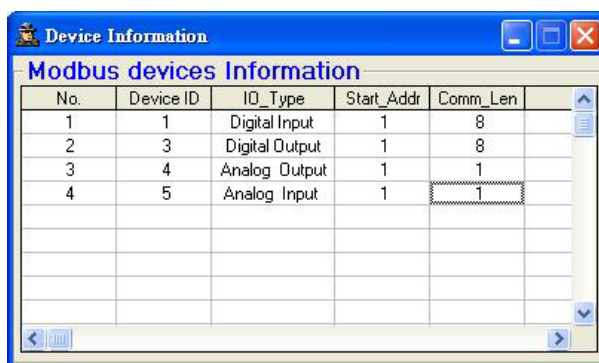 Device Information
Modbus devices Information
No. Device ID IO_Type Start_Addr Comm_Len
1 1 Digital Input 1 8
2 3 Digital Output 1 8
3 4 Analog Output 1 1
4 5 Analog Input 1 1